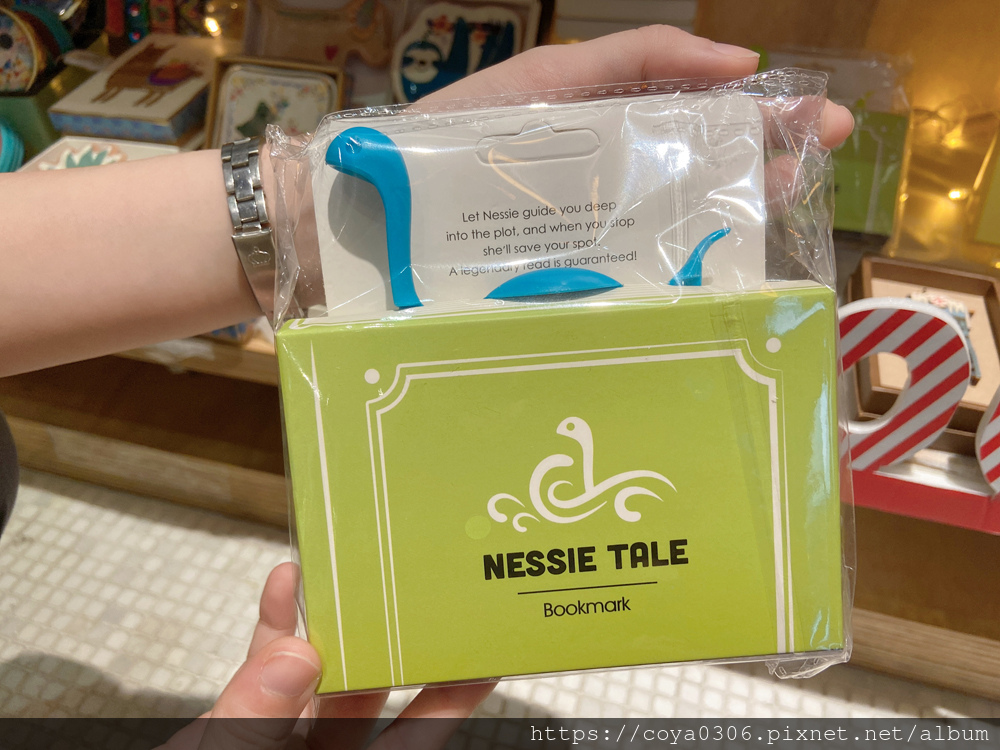 Let Nessie guide you deep
into the plot, and when you stop
she'll save your spot.
A legendary read is guaranteed!
NESSIE TALE
Bookmark
https://coya0306.pixnet.net/album